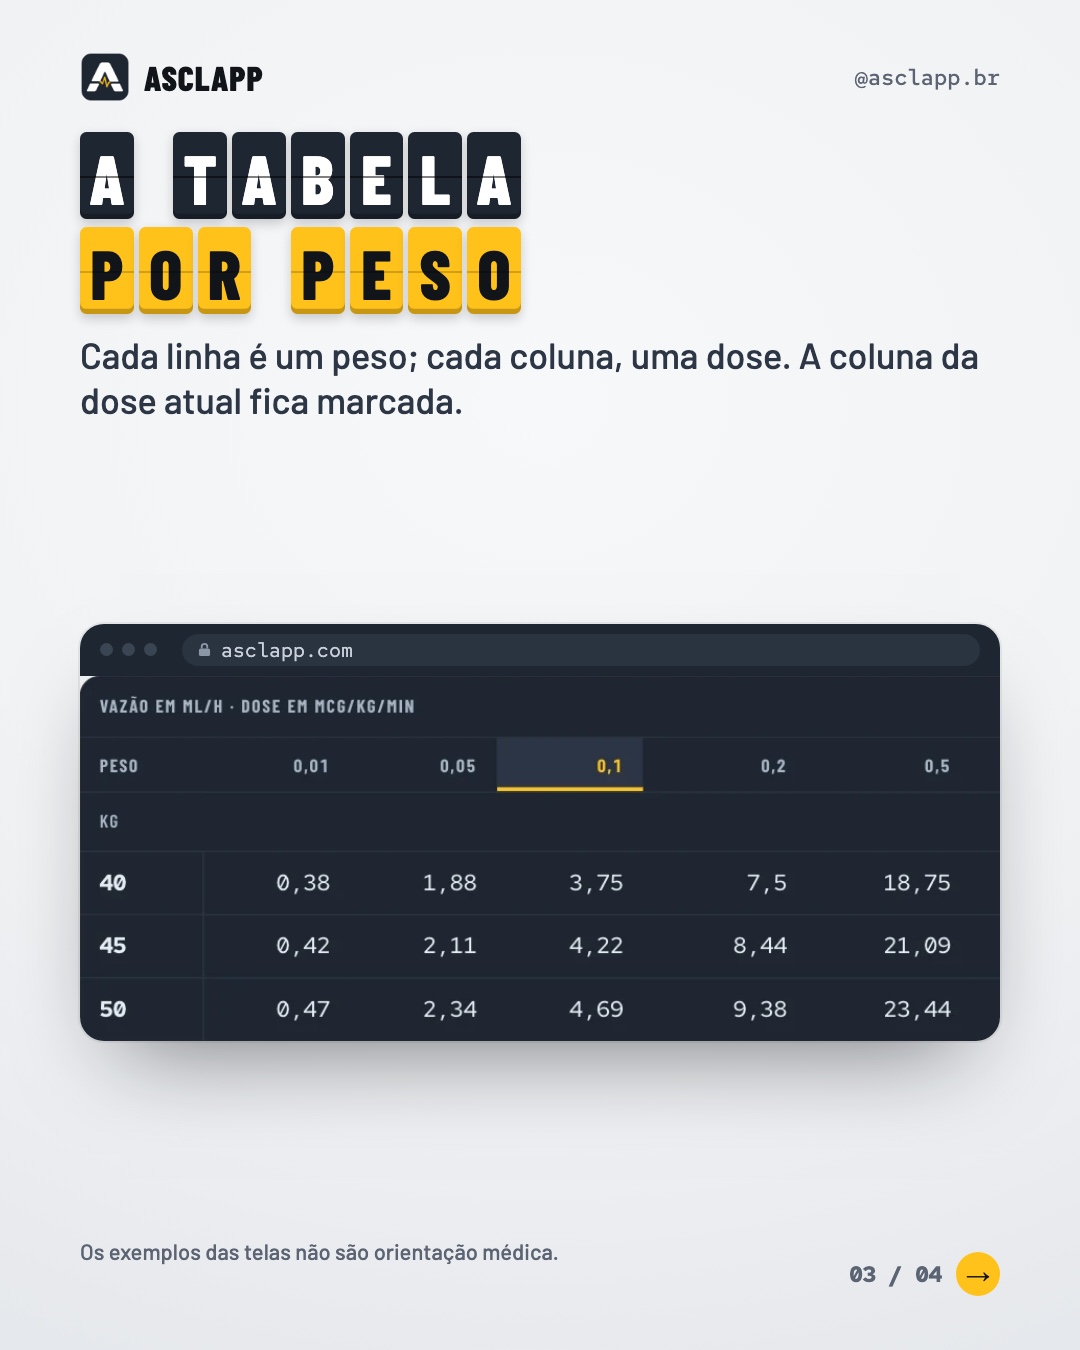 ASCLAPP
@asclapp.br
A TABELA
POR PESO
Cada linha é um peso; cada coluna, uma dose. A coluna da
dose atual fica marcada.
asclapp.com
VAZÃO EM ML/H · DOSE EM MCG/KG/MIN
PESO 0,01 0,05 0,1 0,2 0,5
KG
40 0,38 1,88 3,75 7,5 18,75
45 0,42 2,11 4,22 8,44 21,09
50 0,47 2,34 4,69 9,38 23,44
Os exemplos das telas não são orientação médica.
03 / 04 →